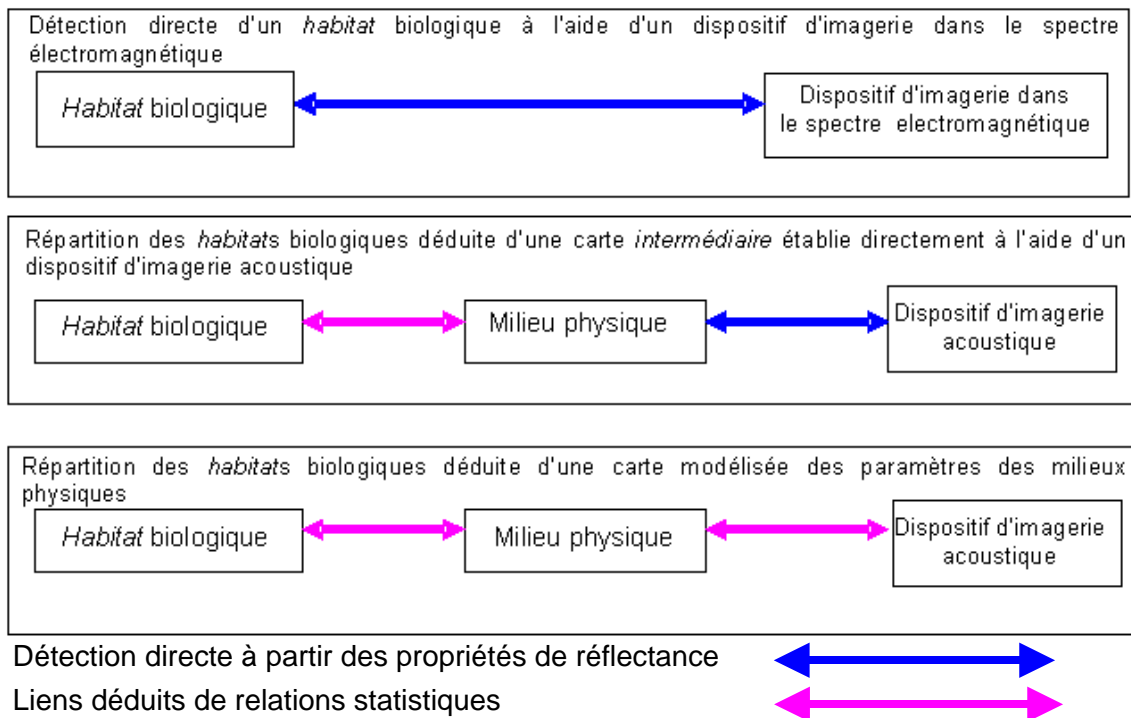 Détection directe d'un habitat biologique à l'aide d'un dispositif d'imagerie dans le spectre
électromagnétique
Habitat biologique
Dispositif d'imagerie dans
le spectre electromagnétique
Répartition des habitats biologiques déduite d'une carte intermédiaire établie directement à l'aide d'un
dispositif d'imagerie acoustique
Habitat biologique
Milieu physique
Dispositif d'imagerie
acoustique
Répartition des habitats biologiques déduite d'une carte modélisée des paramètres des milieux
physiques
Habitat biologique
Milieu physique
Dispositif d'imagerie
acoustique
Détection directe à partir des propriétés de réflectance
Liens déduits de relations statistiques